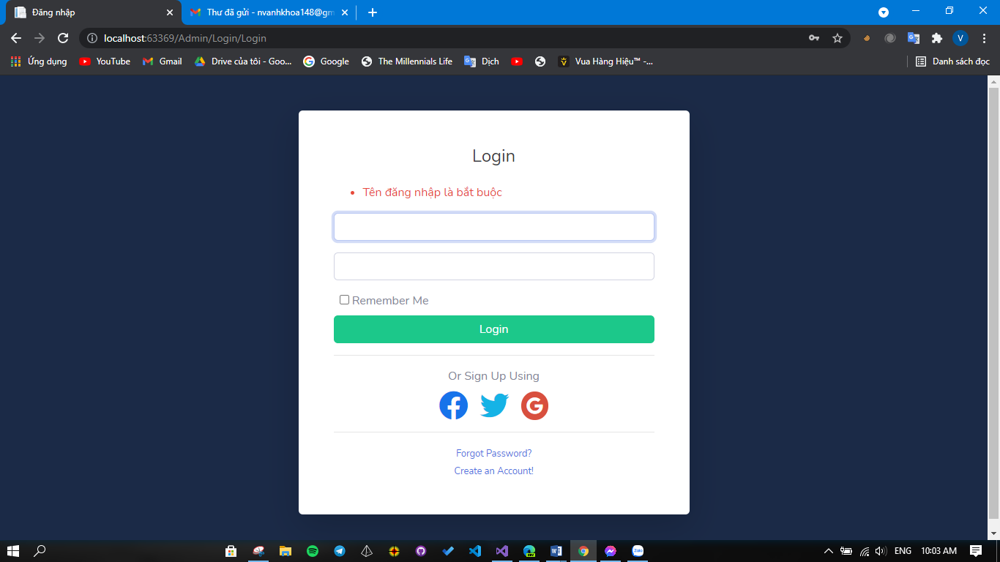 Đăng nhập
Thư đã gửi - nvanhkhoa148@gm
localhost:63369/Admin/Login/Login
V
Ứng dụng
YouTube
Gmail
Drive của tôi - Goo...
Google
The Millennials Life
Dịch
Vua Hàng Hiệu™ -...
Danh sách đọc
Login
Tên đăng nhập là bắt buộc
Remember Me
Login
Or Sign Up Using
Forgot Password?
Create an Account!
ENG
10:03 AM